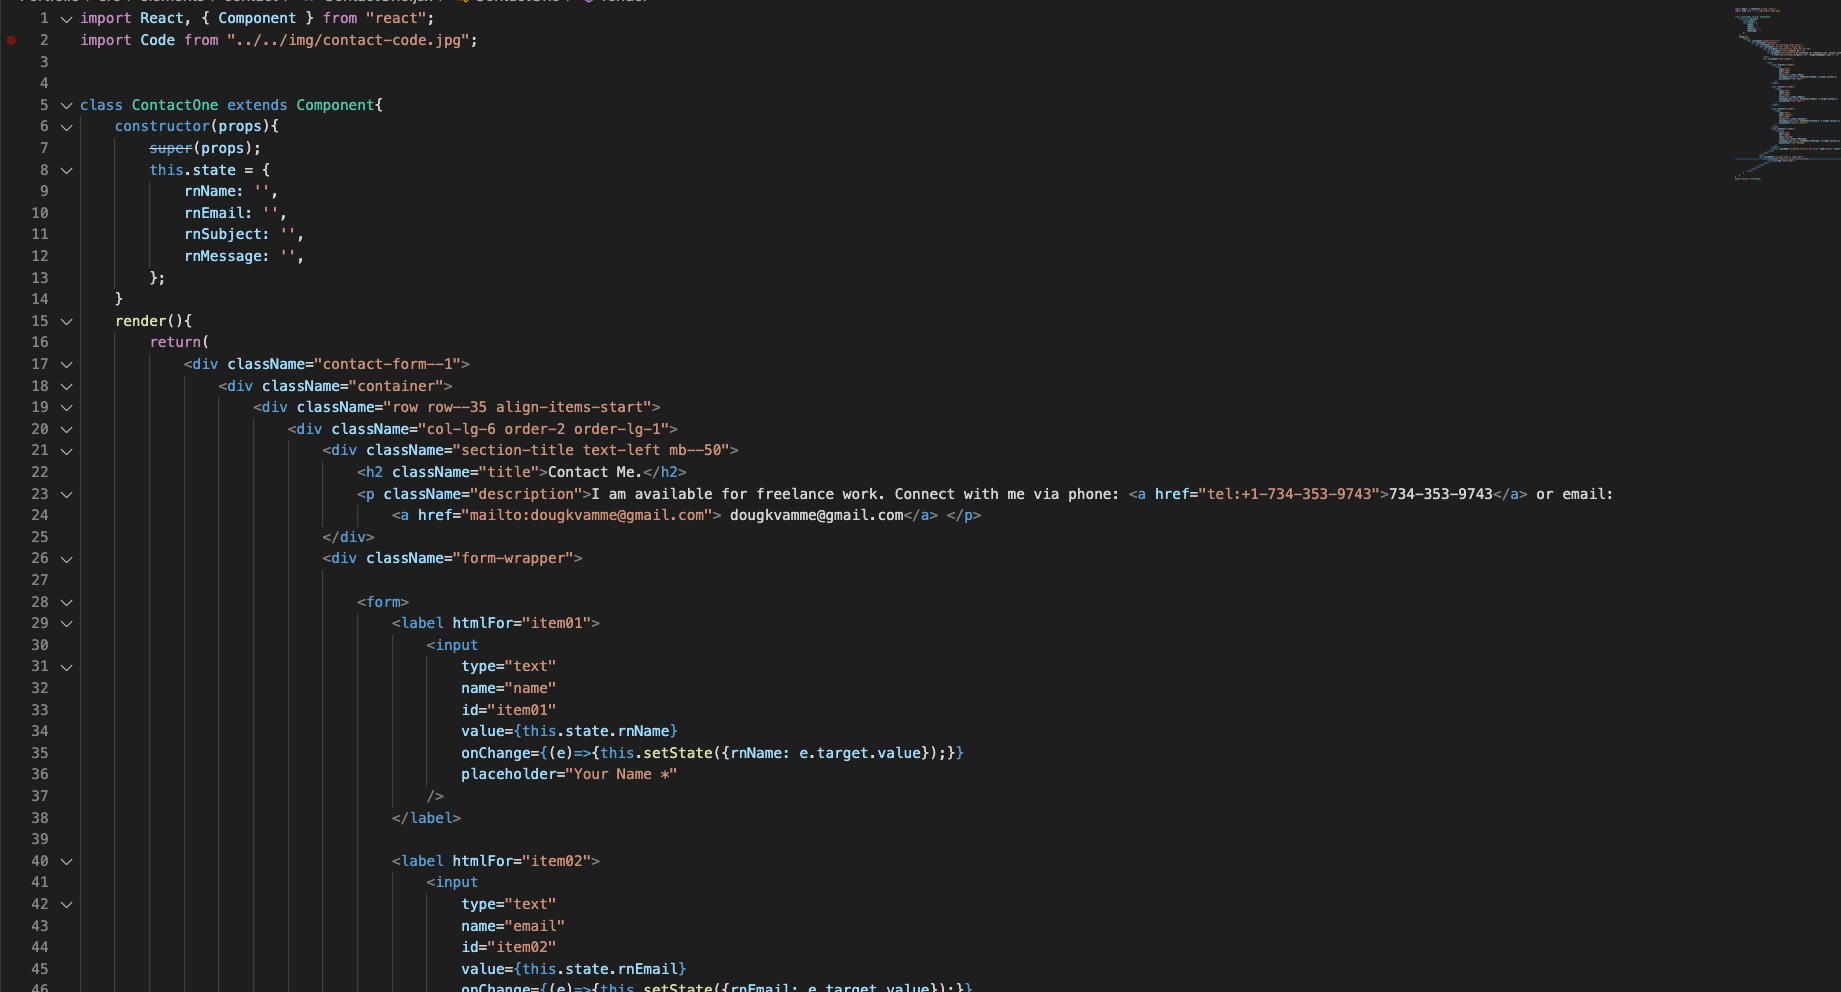 1 import React, { Component } from "react";
2 import Code from "../../img/contact-code.jpg";
3
4
5 class ContactOne extends Component{
6 constructor(props){
7 super(props);
8 this.state = {
9 rnName: '',
10 rnEmail: '',
11 rnSubject: '',
12 rnMessage: '',
13 };
14 }
15 render(){
16 return(
17 <div className="contact-form--1">
18 <div className="container">
19 <div className="row row--35 align-items-start">
20 <div className="col-lg-6 order-2 order-lg-1">
21 <div className="section-title text-left mb--50">
22 <h2 className="title">Contact Me.</h2>
23 <p className="description">I am available for freelance work. Connect with me via phone: <a href="tel:+1-734-353-9743">734-353-9743</a> or email:
24 <a href="mailto:dougkvamme@gmail.com"> dougkvamme@gmail.com</a> </p>
25 </div>
26 <div className="form-wrapper">
27
28 <form>
29 <label htmlFor="item01">
30 <input
31 type="text"
32 name="name"
33 id="item01"
34 value={this.state.rnName}
35 onChange={(e)=>{this.setState({rnName: e.target.value});}}
36 placeholder="Your Name *"
37 />
38 </label>
39
40 <label htmlFor="item02">
41 <input
42 type="text"
43 name="email"
44 id="item02"
45 value={this.state.rnEmail}
46 onChange={(e)=>{this.setState({rnEmail: e.target.value});}}